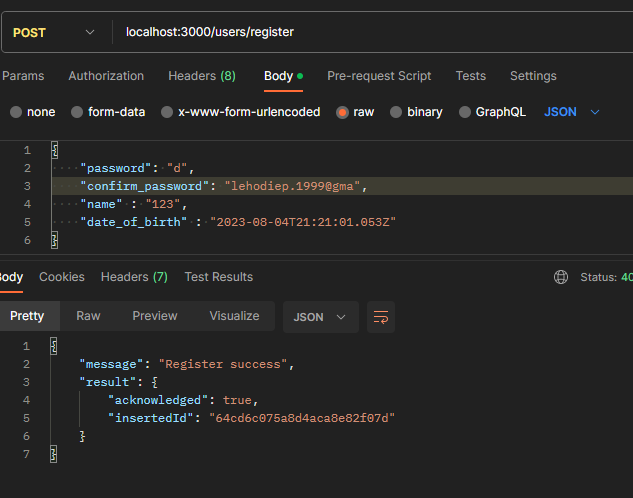 POST localhost:3000/users/register
Params Authorization Headers (8) Body Pre-request Script Tests Settings
none form-data x-www-form-urlencoded raw binary GraphQL JSON
1 {
2 "password": "d",
3 "confirm_password": "lehodiep.1999@gma",
4 "name" : "123",
5 "date_of_birth" : "2023-08-04T21:21:01.053Z"
6 }
Body Cookies Headers (7) Test Results Status: 40
Pretty Raw Preview Visualize JSON
1 {
2 "message": "Register success",
3 "result": {
4 "acknowledged": true,
5 "insertedId": "64cd6c075a8d4aca8e82f07d"
6 }
7 }